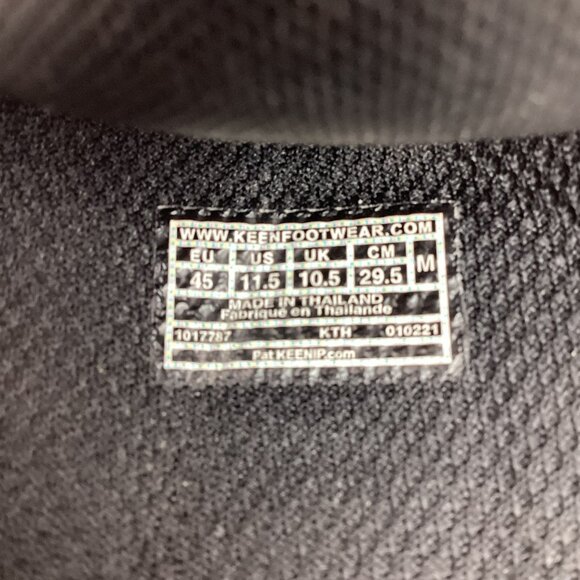 WWW.KEENFOOTWEAR.COM
EU US UK CM M
45 11.5 10.5 29.5
MADE IN THAILAND
Fabriqué en Thaïlande
1017787 KTH 010221
Pat KEENIP.com